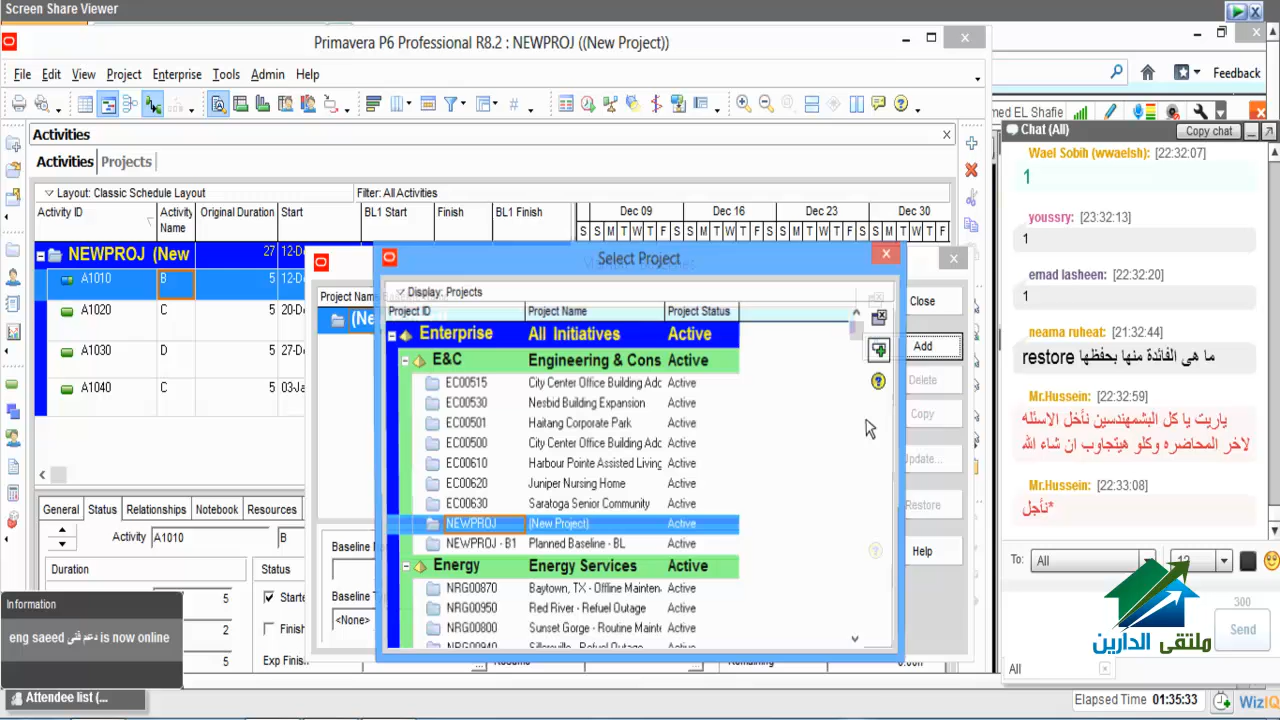 Screen Share Viewer
Primavera P6 Professional R8.2 : NEWPROJ ((New Project))
File Edit View Project Enterprise Tools Admin Help
Feedback
Activities
Activities Projects
Layout: Classic Schedule Layout
Filter: All Activities
Activity ID
Activity Name
Original Duration
Start
BL1 Start
Finish
BL1 Finish
Dec 09 Dec 16 Dec 23 Dec 30
S S M T W T F S S M T W T F S S M T W T F S S M T W T F
NEWPROJ (New 27 12-D
A1010 B 5 12-D
A1020 C 5 20-D
A1030 D 5 27-D
A1040 C 5 03-Ja
General Status Relationships Notebook Resources
Activity A1010 B
Duration
Status
5
Starte
2
Finish
5
Exp Finish
Project Name
(Ne
Close
Add
Delete
Copy
Update...
Restore
Help
Baseline
Baseline
<None>
Select Project
Display: Projects
Project ID Project Name Project Status
Enterprise All Initiatives Active
E&C Engineering & Cons Active
EC00515 City Center Office Building Adc Active
EC00530 Nesbid Building Expansion Active
EC00501 Haitang Corporate Park Active
EC00500 City Center Office Building Adc Active
EC00610 Harbour Pointe Assisted Living Active
EC00620 Juniper Nursing Home Active
EC00630 Saratoga Senior Community Active
NEWPROJ (New Project) Active
NEWPROJ - B1 Planned Baseline - BL Active
Energy Energy Services Active
NRG00870 Baytown, TX - Offline Mainten Active
NRG00950 Red River - Refuel Outage Active
NRG00800 Sunset Gorge - Routine Maint Active
Information
eng saeed دعم فنى is now online
Attendee list (...
ed EL Shafie
Chat (All)
Copy chat
Wael Sobih (wwaelsh): [22:32:07]
1
youssry: [23:32:13]
1
emad lasheen: [22:32:20]
1
neama ruheat: [21:32:44]
ما هى الفائدة منها بحفظها restore
Mr.Hussein: [22:32:59]
ياريت يا كل البشمهندسين نأخل الاسئله
لاخر المحاضره وكلو هيتجاوب ان شاء الله
Mr.Hussein: [22:33:08]
*نأجل
To: All
12
300
Send
ملتقى الدارين
All
Elapsed Time 01:35:33
WizIQ